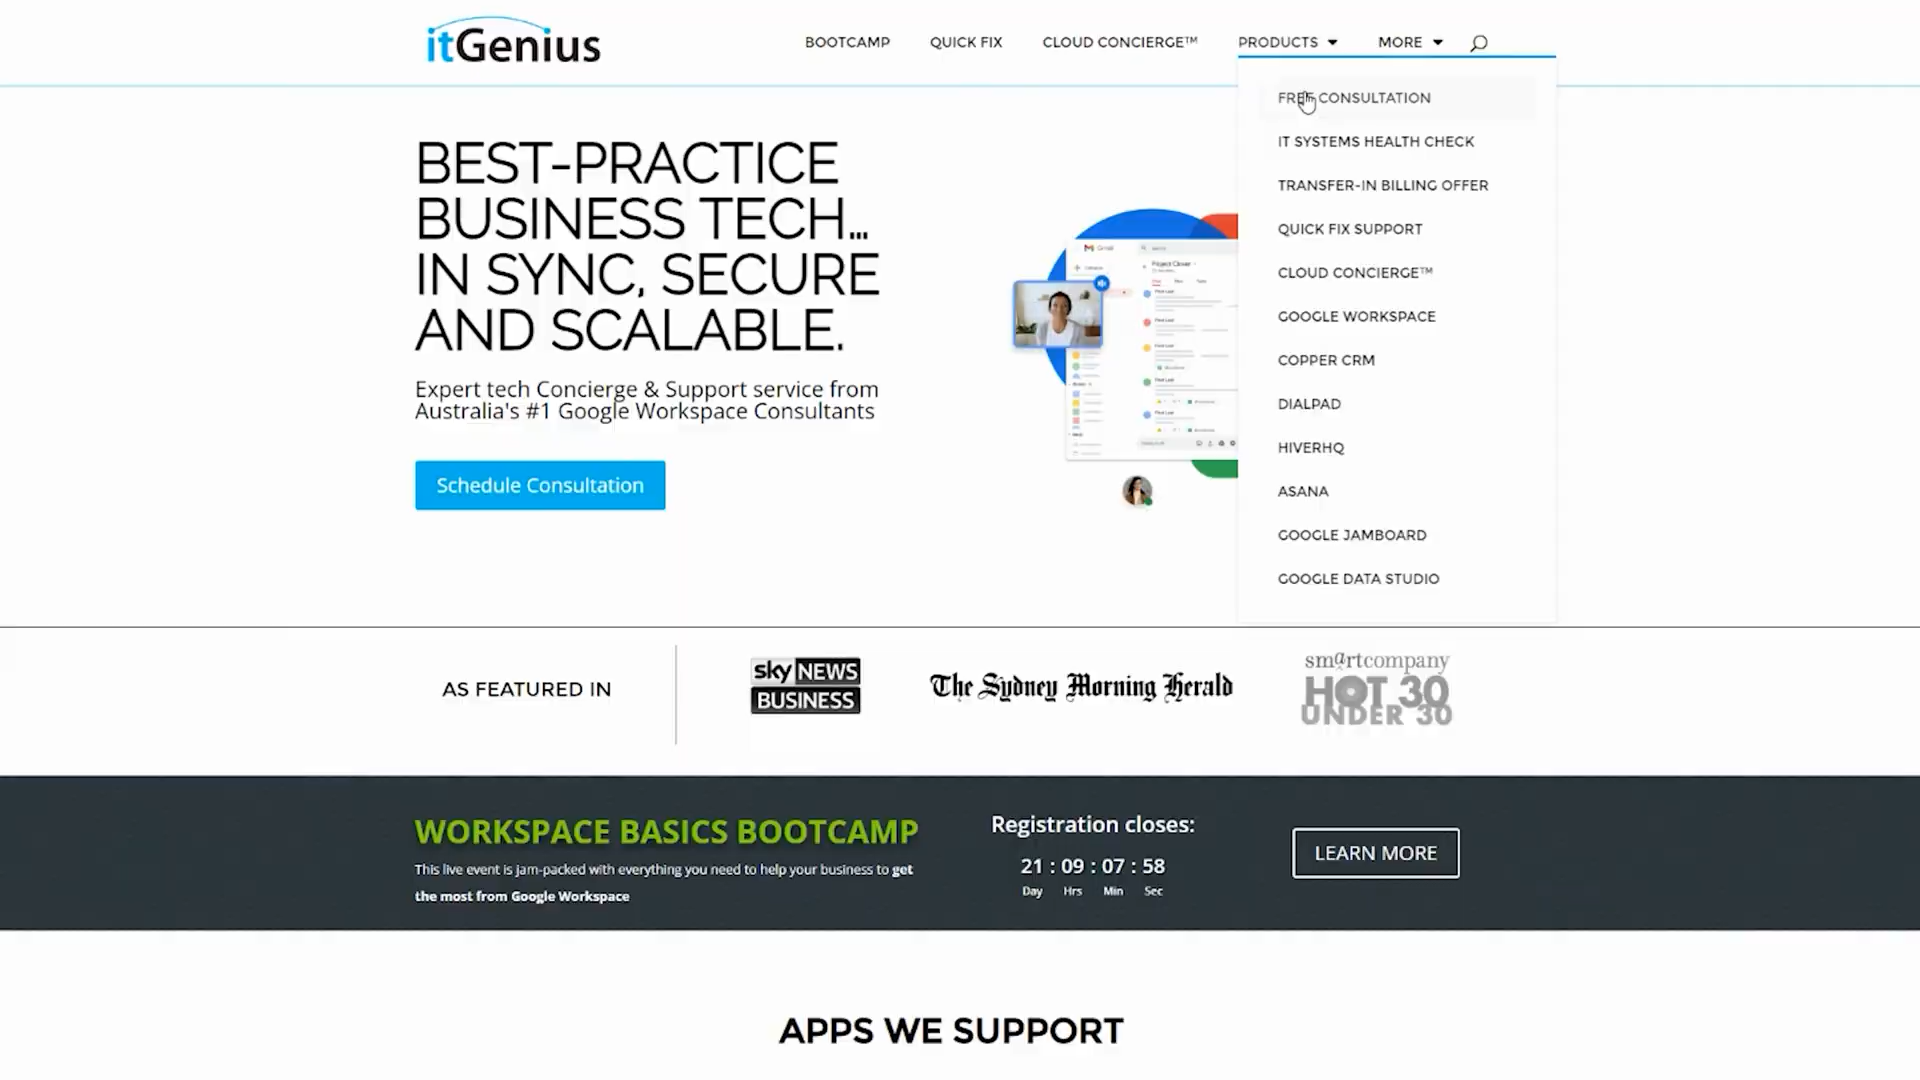 itGenius
BOOTCAMP
QUICK FIX
CLOUD CONCIERGE™
PRODUCTS
MORE
FREE CONSULTATION
IT SYSTEMS HEALTH CHECK
TRANSFER-IN BILLING OFFER
QUICK FIX SUPPORT
CLOUD CONCIERGE™
GOOGLE WORKSPACE
COPPER CRM
DIALPAD
HIVERHQ
ASANA
GOOGLE JAMBOARD
GOOGLE DATA STUDIO
BEST-PRACTICE
BUSINESS TECH...
IN SYNC, SECURE
AND SCALABLE.
Expert tech Concierge & Support service from
Australia's #1 Google Workspace Consultants
Schedule Consultation
Gmail
Project Clover
AS FEATURED IN
sky NEWS
BUSINESS
The Sydney Morning Herald
smartcompany
HOT 30
UNDER 30
WORKSPACE BASICS BOOTCAMP
This live event is jam-packed with everything you need to help your business to get
the most from Google Workspace
Registration closes:
21 : 09 : 07 : 58
Day Hrs Min Sec
LEARN MORE
APPS WE SUPPORT